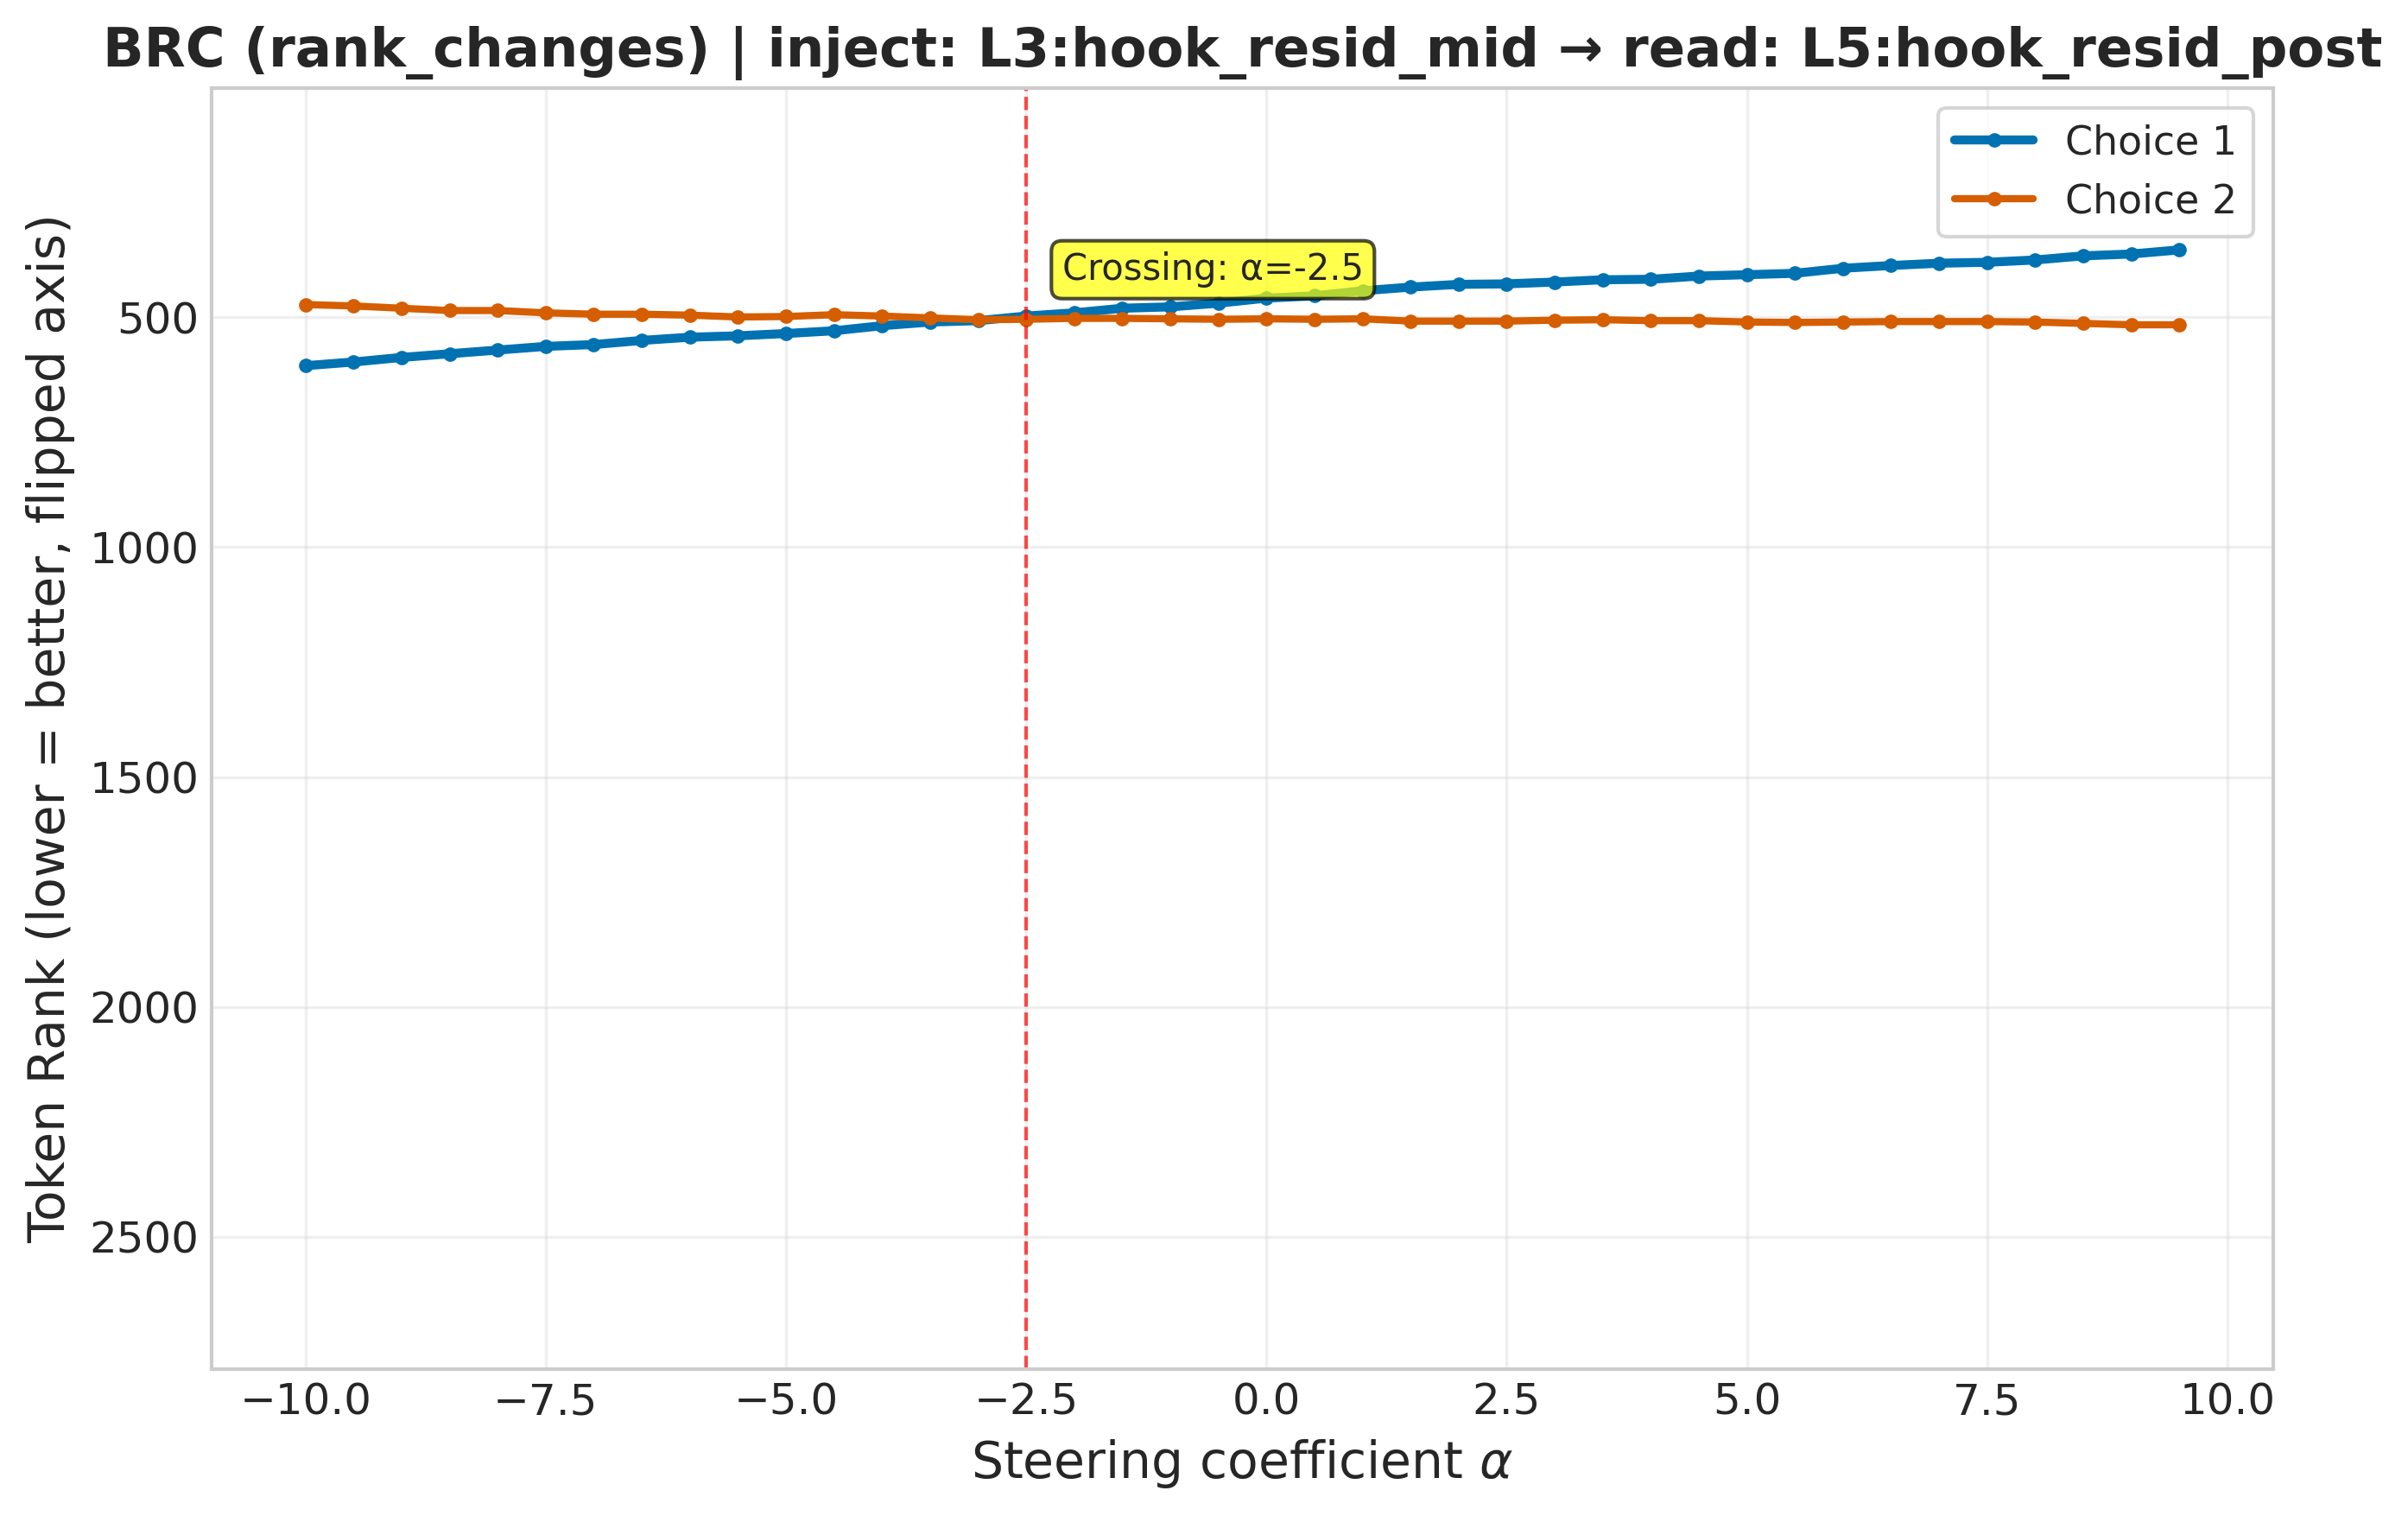 BRC (rank_changes) | inject: L3:hook_resid_mid → read: L5:hook_resid_post
Choice 1
Choice 2
Crossing: α=-2.5
Token Rank (lower = better, flipped axis)
500
1000
1500
2000
2500
−10.0
−7.5
−5.0
−2.5
0.0
2.5
5.0
7.5
10.0
Steering coefficient α